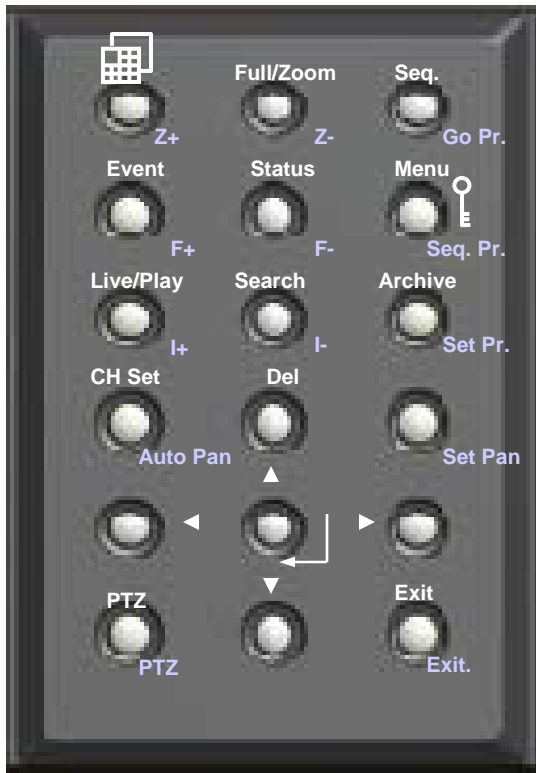 Full/Zoom Seq.
Z+ Z- Go Pr.
Event Status Menu
F+ F- Seq. Pr.
Live/Play Search Archive
I+ I- Set Pr.
CH Set Del
Auto Pan Set Pan
PTZ Exit
PTZ Exit.